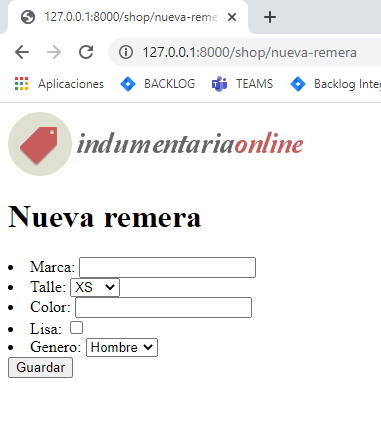 127.0.0.1:8000/shop/nueva-reme
127.0.0.1:8000/shop/nueva-remera
Aplicaciones BACKLOG TEAMS Backlog Integ
indumentariaonline
Nueva remera
Marca:
Talle: XS
Color:
Lisa:
Genero: Hombre
Guardar